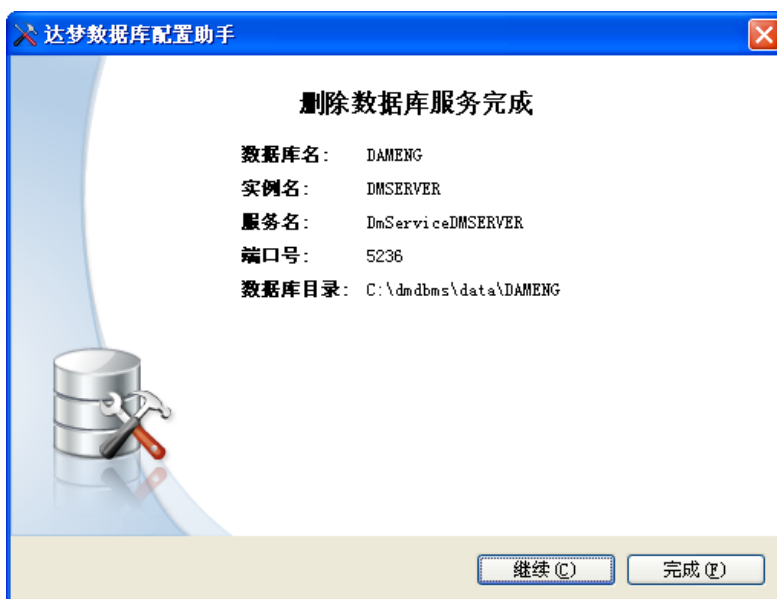 达梦数据库配置助手
删除数据库服务完成
数据库名: DAMENG
实例名: DMSERVER
服务名: DmServiceDMSERVER
端口号: 5236
数据库目录: C:\dmdbms\data\DAMENG
继续(C) 完成(F)